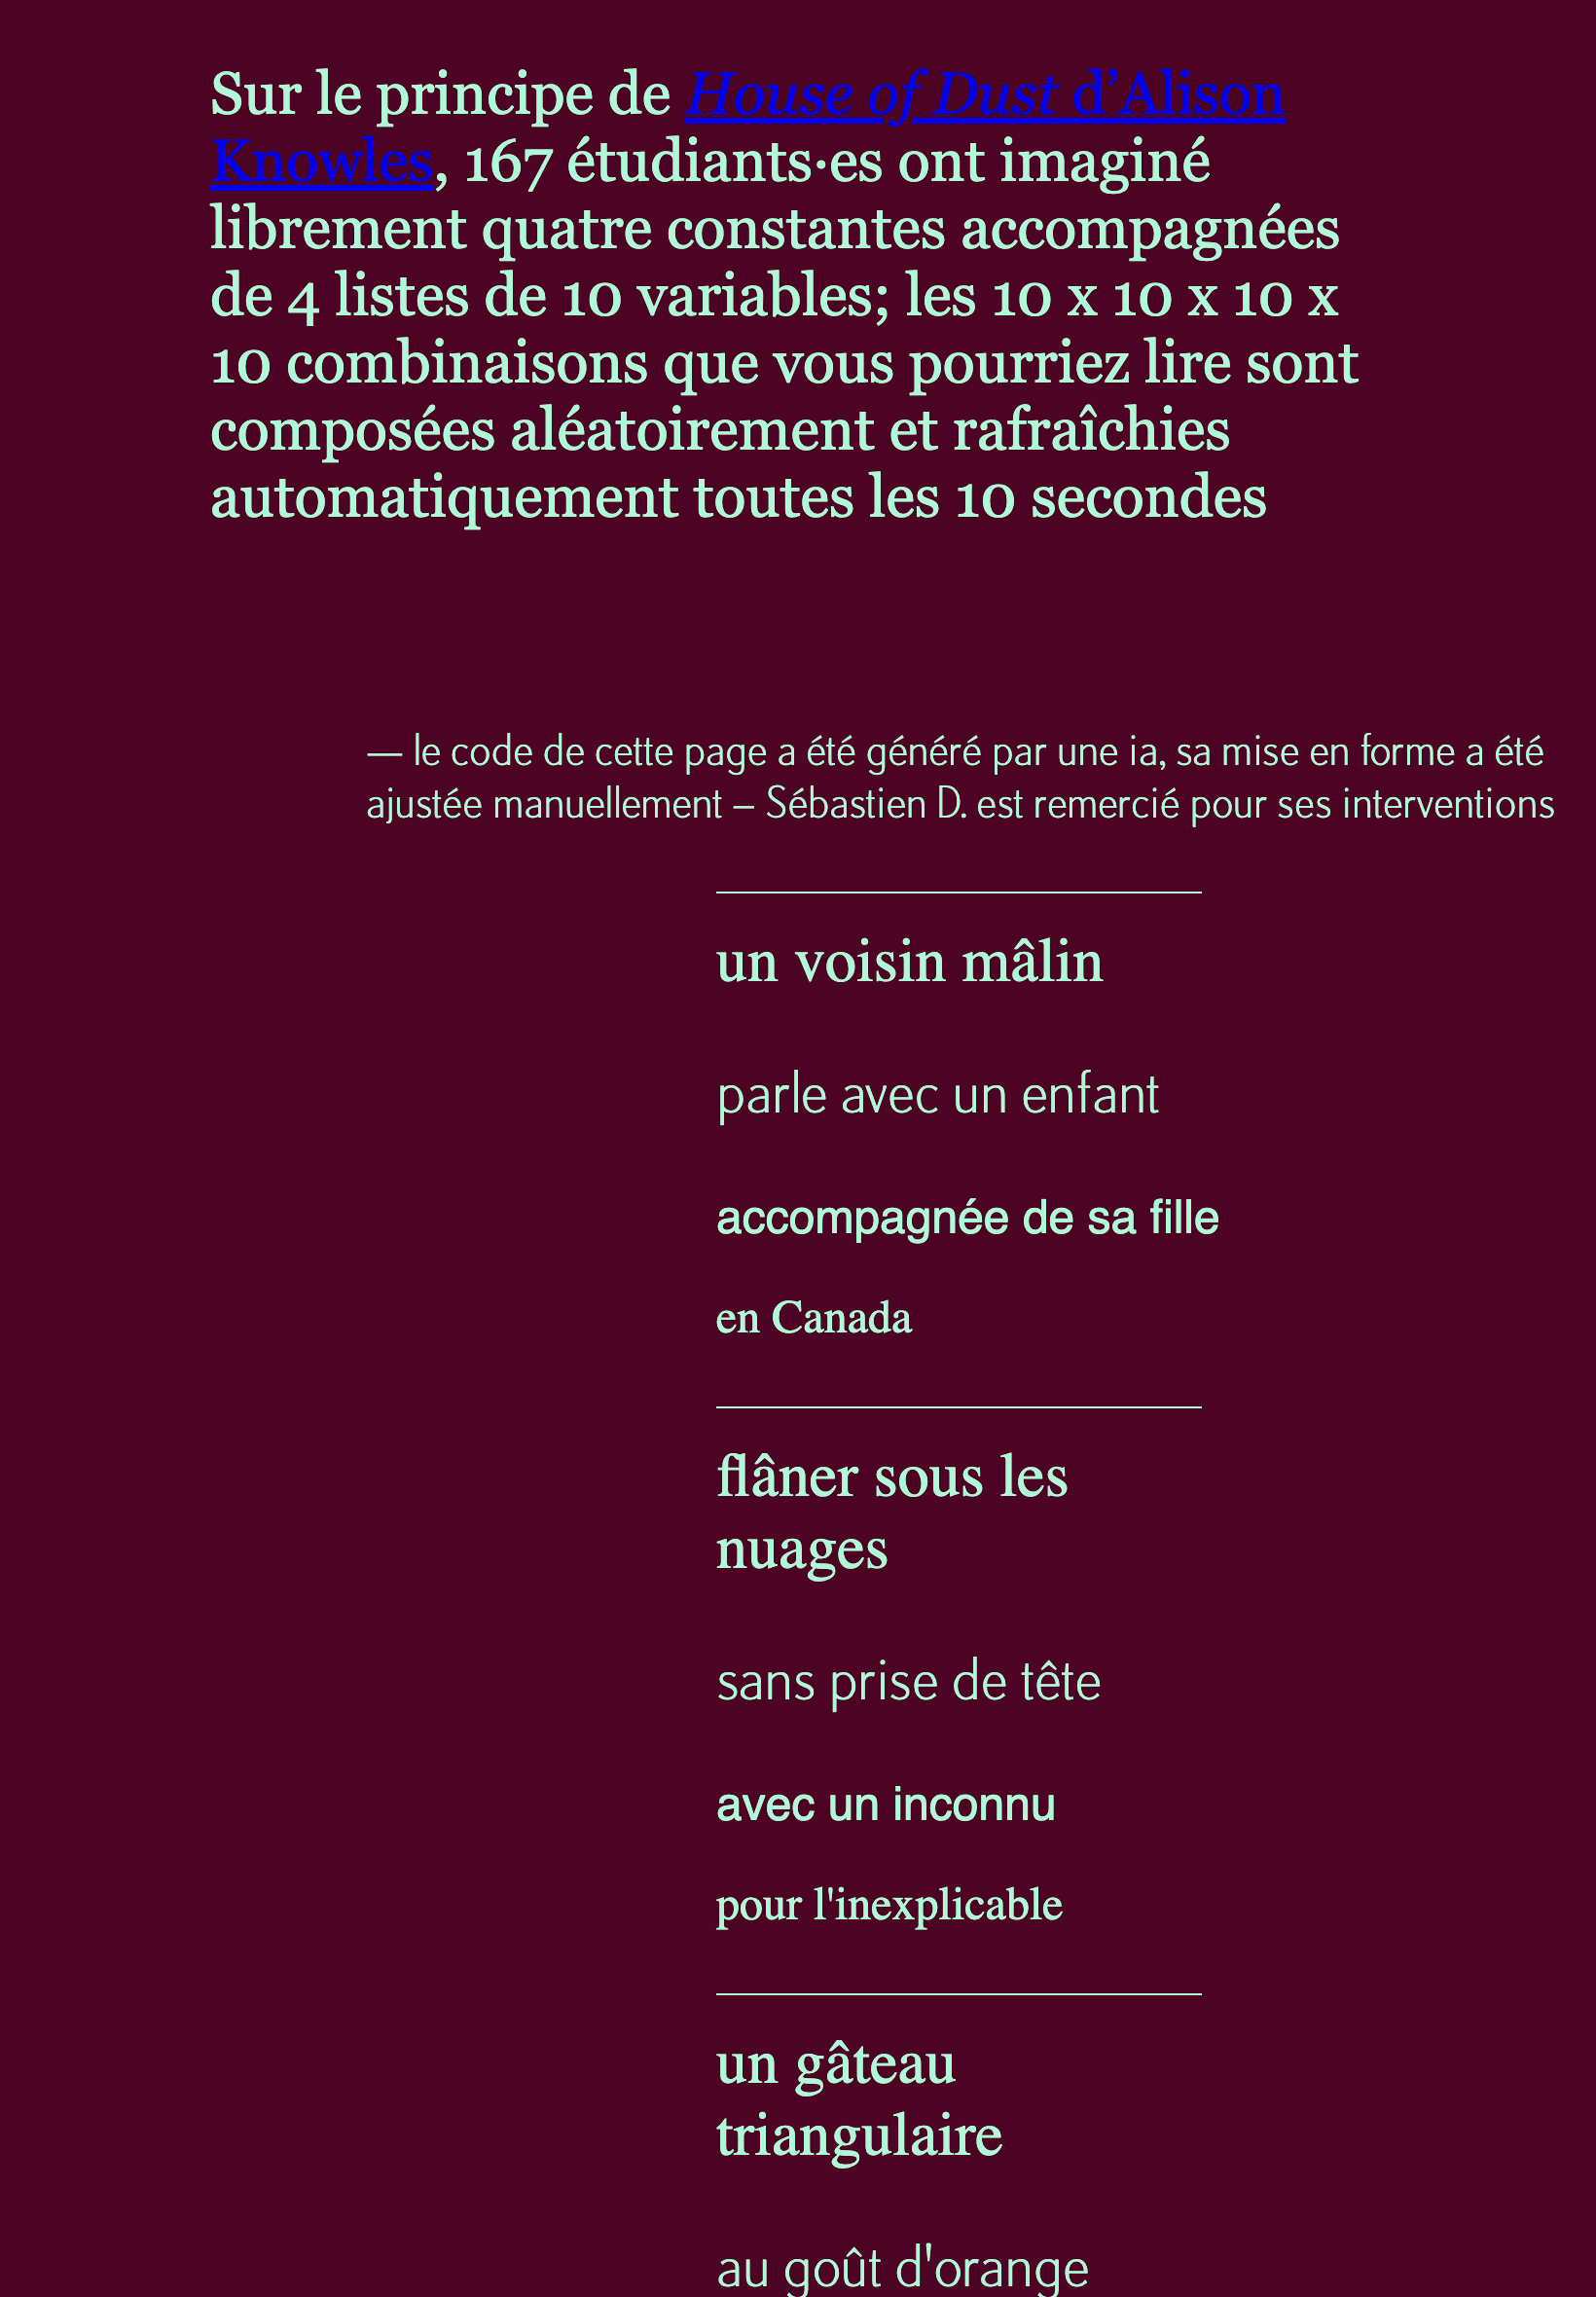 Sur le principe de House of Dust d’Alison
Knowles, 167 étudiants·es ont imaginé
librement quatre constantes accompagnées
de 4 listes de 10 variables; les 10 x 10 x 10 x
10 combinaisons que vous pourriez lire sont
composées aléatoirement et rafraîchies
automatiquement toutes les 10 secondes
— le code de cette page a été généré par une ia, sa mise en forme a été
ajustée manuellement – Sébastien D. est remercié pour ses interventions
un voisin mâlin
parle avec un enfant
accompagnée de sa fille
en Canada
flâner sous les
nuages
sans prise de tête
avec un inconnu
pour l'inexplicable
un gâteau
triangulaire
au goût d'orange